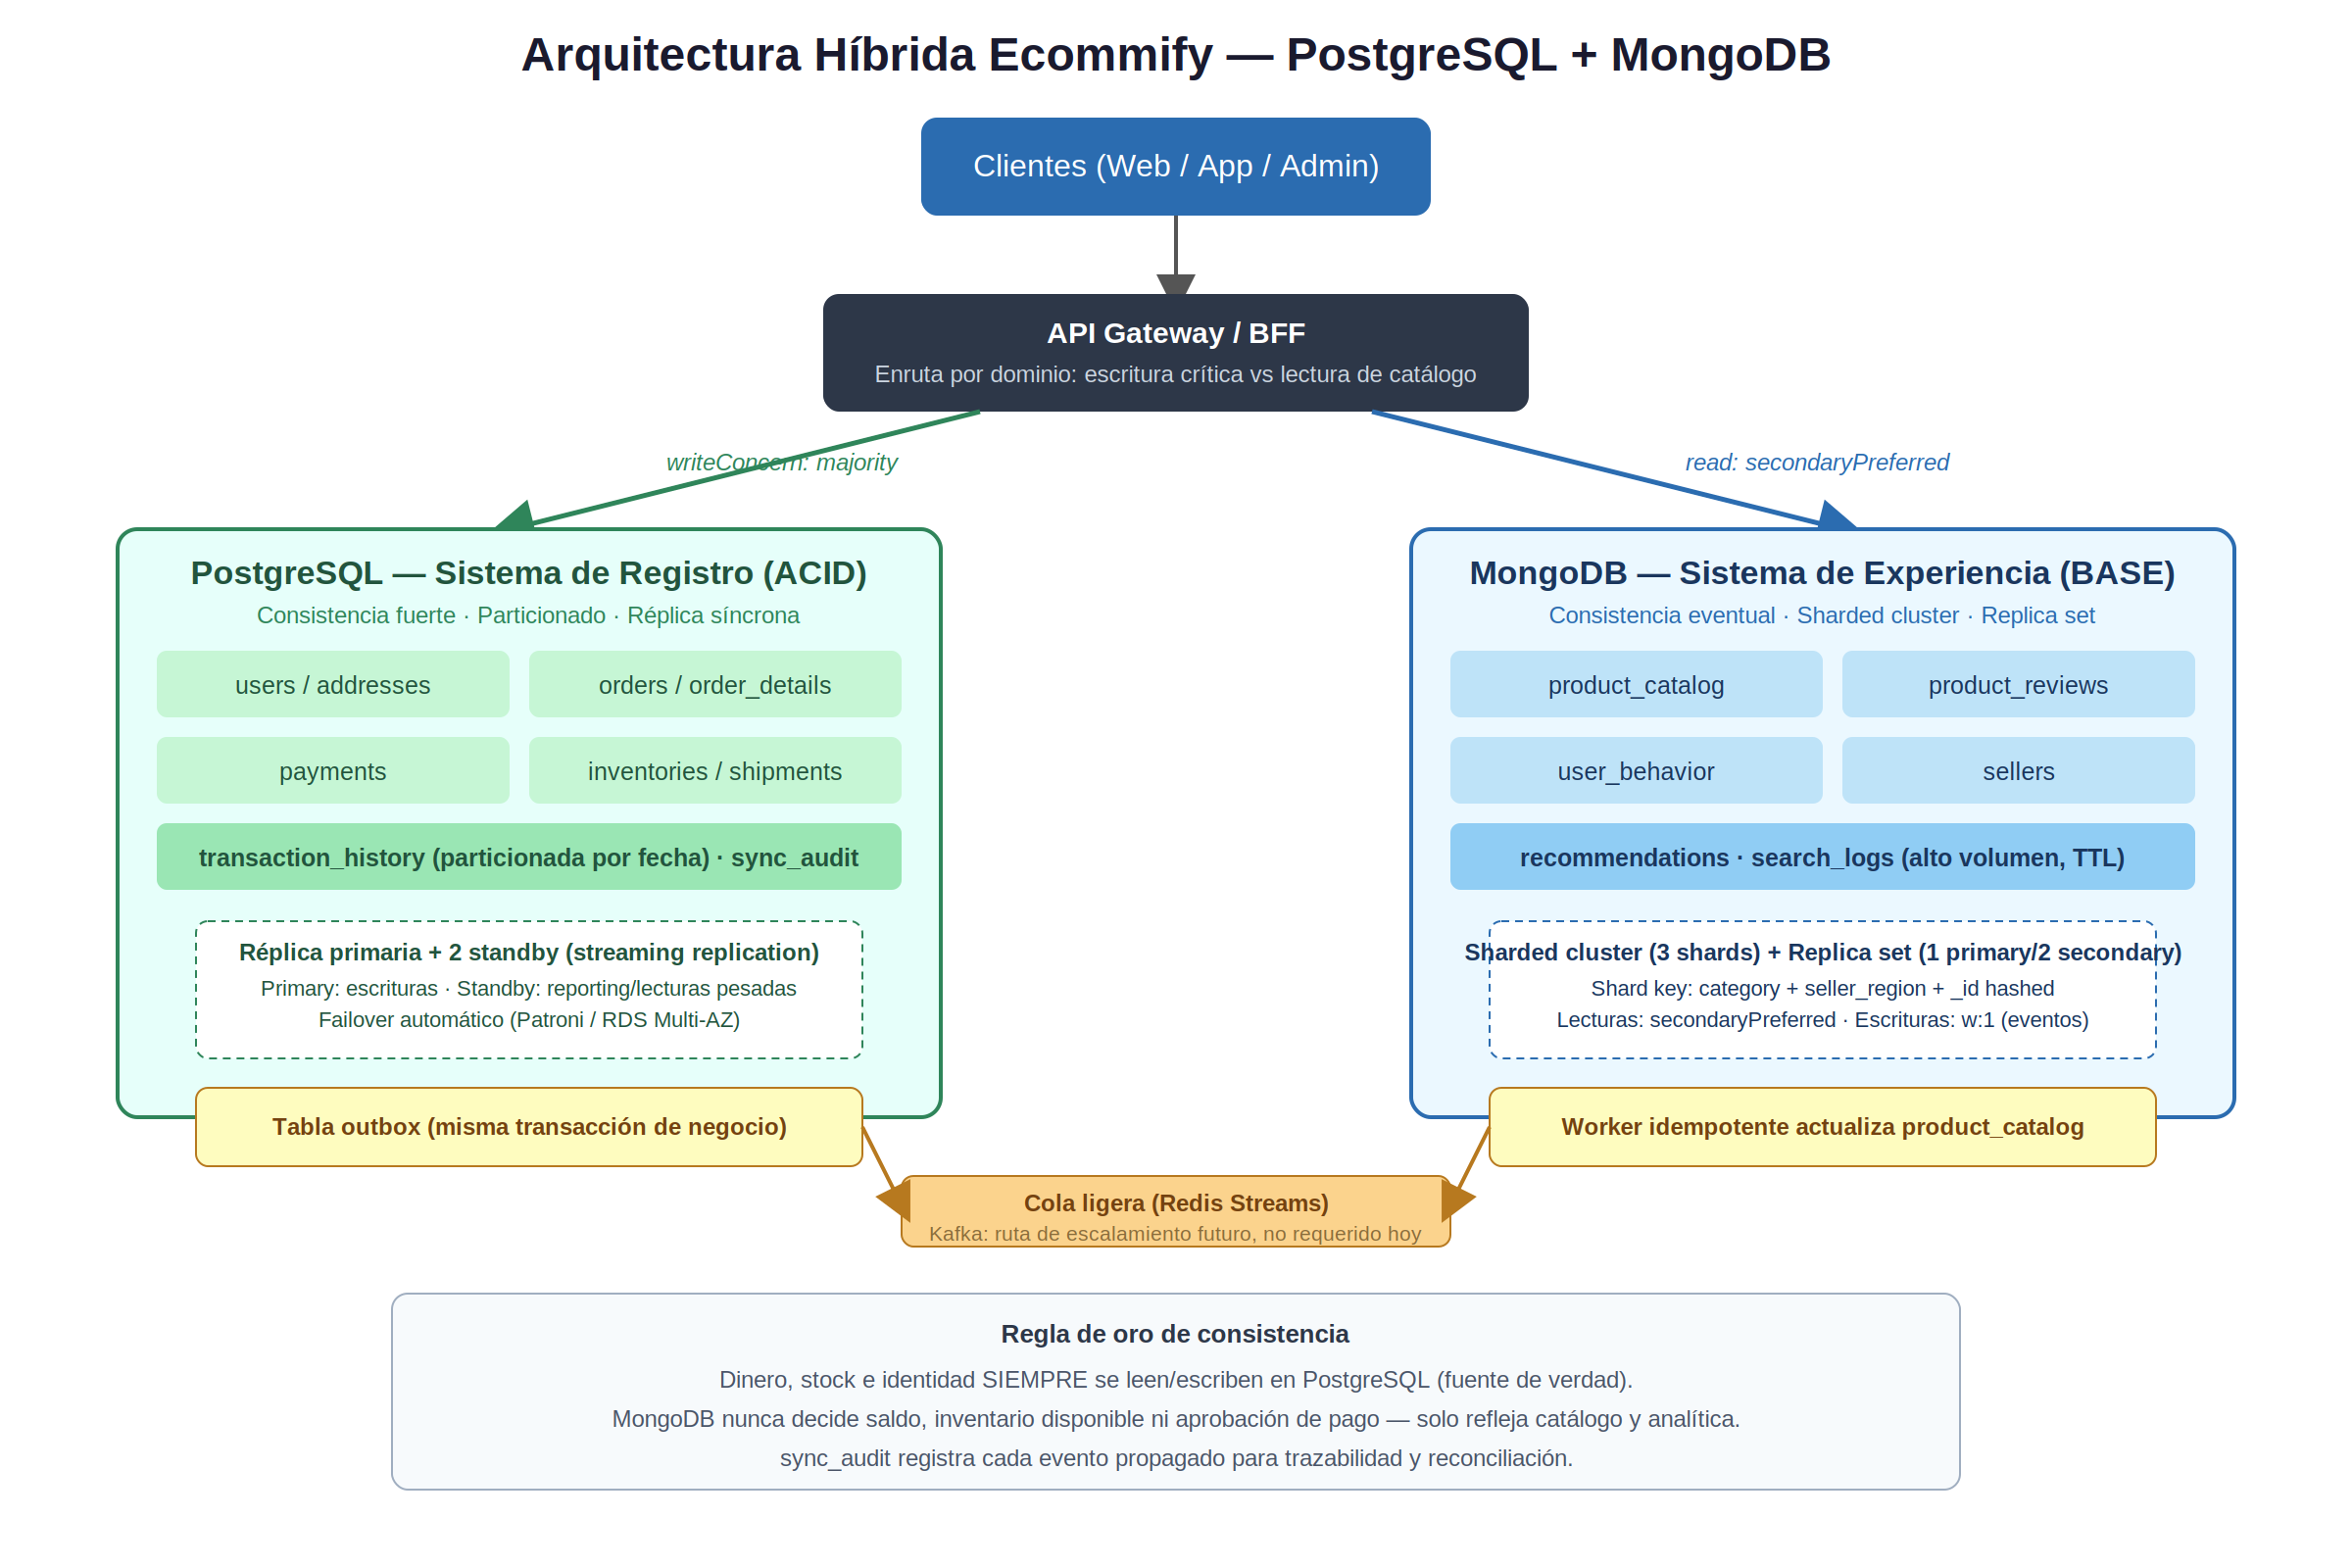 Arquitectura Híbrida Ecommify — PostgreSQL + MongoDB
Clientes (Web / App / Admin)
API Gateway / BFF
Enruta por dominio: escritura crítica vs lectura de catálogo
writeConcern: majority
read: secondaryPreferred
PostgreSQL — Sistema de Registro (ACID)
Consistencia fuerte · Particionado · Réplica síncrona
users / addresses
orders / order_details
payments
inventories / shipments
transaction_history (particionada por fecha) · sync_audit
Réplica primaria + 2 standby (streaming replication)
Primary: escrituras · Standby: reporting/lecturas pesadas
Failover automático (Patroni / RDS Multi-AZ)
Tabla outbox (misma transacción de negocio)
MongoDB — Sistema de Experiencia (BASE)
Consistencia eventual · Sharded cluster · Replica set
product_catalog
product_reviews
user_behavior
sellers
recommendations · search_logs (alto volumen, TTL)
Sharded cluster (3 shards) + Replica set (1 primary/2 secondary)
Shard key: category + seller_region + _id hashed
Lecturas: secondaryPreferred · Escrituras: w:1 (eventos)
Worker idempotente actualiza product_catalog
Cola ligera (Redis Streams)
Kafka: ruta de escalamiento futuro, no requerido hoy
Regla de oro de consistencia
Dinero, stock e identidad SIEMPRE se leen/escriben en PostgreSQL (fuente de verdad).
MongoDB nunca decide saldo, inventario disponible ni aprobación de pago — solo refleja catálogo y analítica.
sync_audit registra cada evento propagado para trazabilidad y reconciliación.